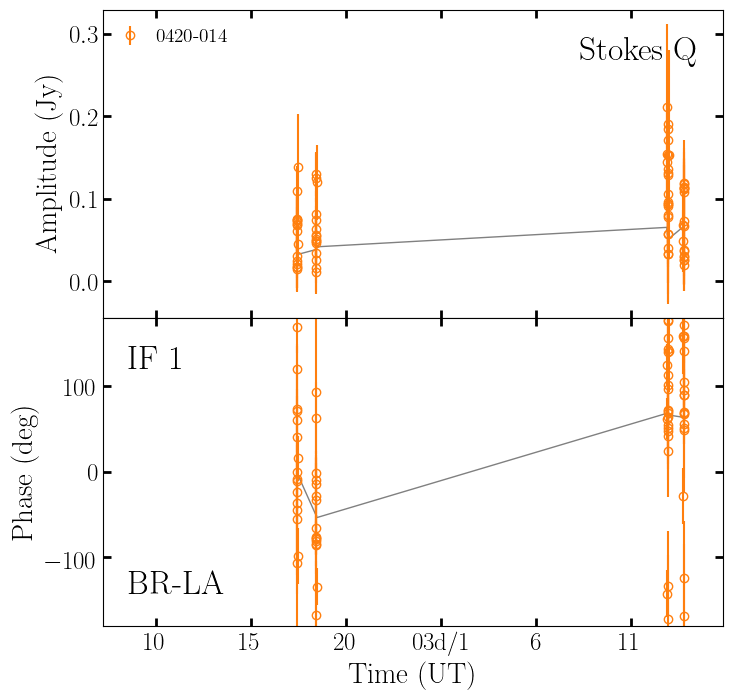 0420-014
Stokes Q
Amplitude (Jy)
0.3
0.2
0.1
0.0
IF 1
Phase (deg)
100
0
−100
BR-LA
10 15 20 03d/1 6 11
Time (UT)